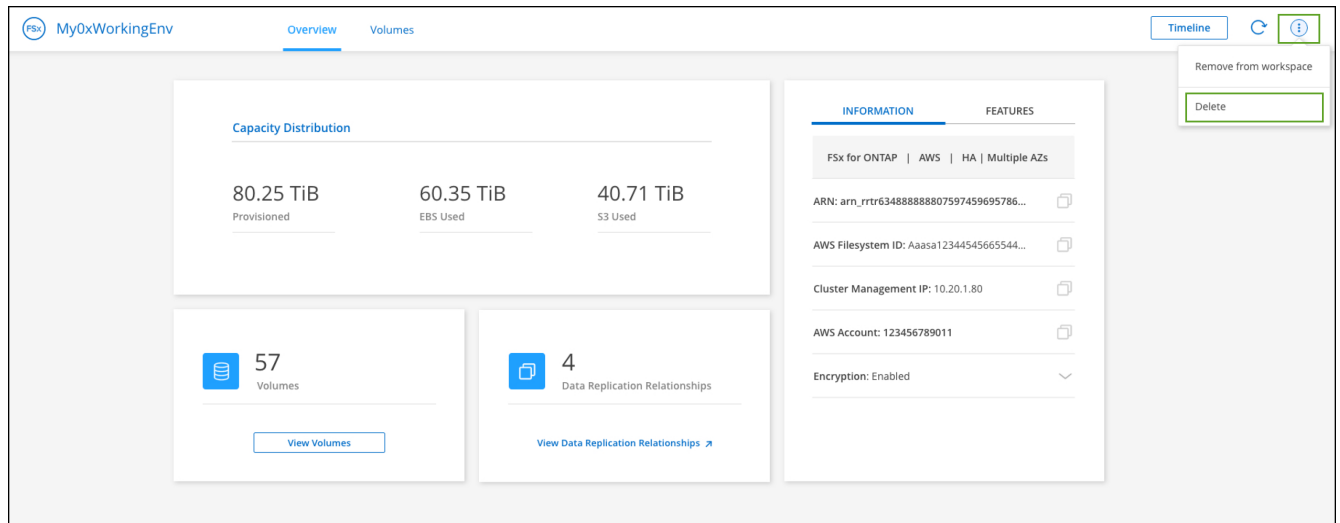 FSx
My0xWorkingEnv
Overview
Volumes
Timeline
Remove from workspace
Delete
Capacity Distribution
80.25 TiB
Provisioned
60.35 TiB
EBS Used
40.71 TiB
S3 Used
57
Volumes
View Volumes
4
Data Replication Relationships
View Data Replication Relationships
INFORMATION
FEATURES
FSx for ONTAP | AWS | HA | Multiple AZs
ARN: arn_rrtr634888888807597459695786...
AWS Filesystem ID: Aaasa12344545665544...
Cluster Management IP: 10.20.1.80
AWS Account: 123456789011
Encryption: Enabled